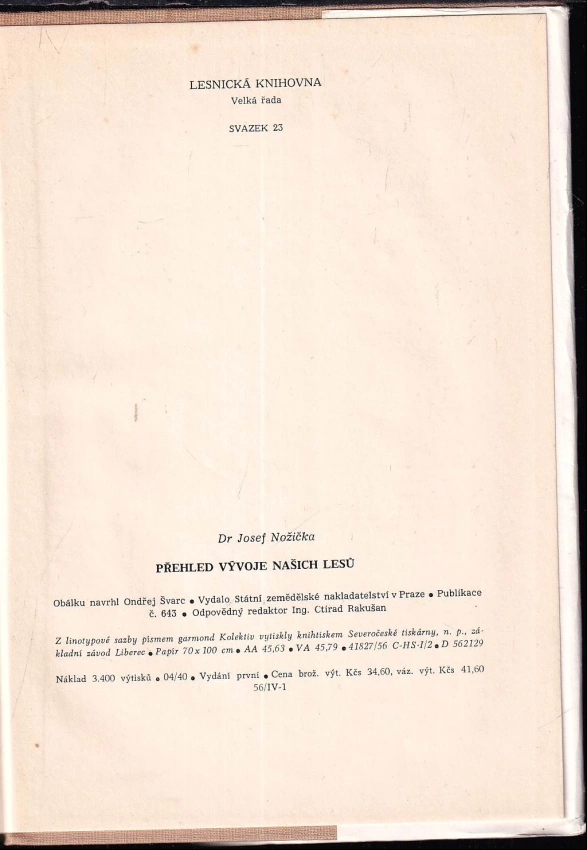 LESNICKÁ KNIHOVNA
Velká řada
SVAZEK 23
Dr Josef Nožička
PŘEHLED VÝVOJE NAŠICH LESŮ
Obálku navrhl Ondřej Švarc ● Vydalo Státní zemědělské nakladatelství v Praze ● Publikace
č. 643 ● Odpovědný redaktor Ing. Ctirad Rakušan
Z linotypové sazby písmem garmond Kolektiv vytiskly knihtiskem Severočeské tiskárny, n. p., zá-
kladní závod Liberec ● Papír 70 x 100 cm ● AA 45,63 ● VA 45,79 ● 41827/56 C-HS-I/2 ● D 562129
Náklad 3.400 výtisků ● 04/40 ● Vydání první ● Cena brož. výt. Kčs 34,60, váz. výt. Kčs 41,60
56/IV-1